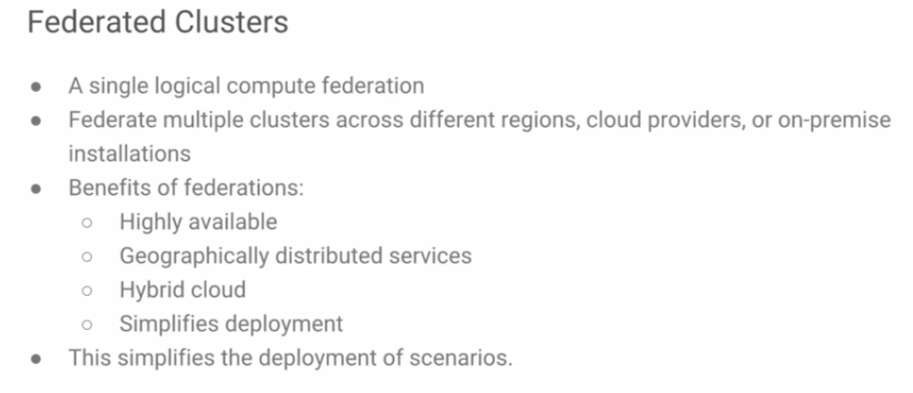 Federated Clusters
● A single logical compute federation
● Federate multiple clusters across different regions, cloud providers, or on-premise
installations
● Benefits of federations:
○ Highly available
○ Geographically distributed services
○ Hybrid cloud
○ Simplifies deployment
● This simplifies the deployment of scenarios.